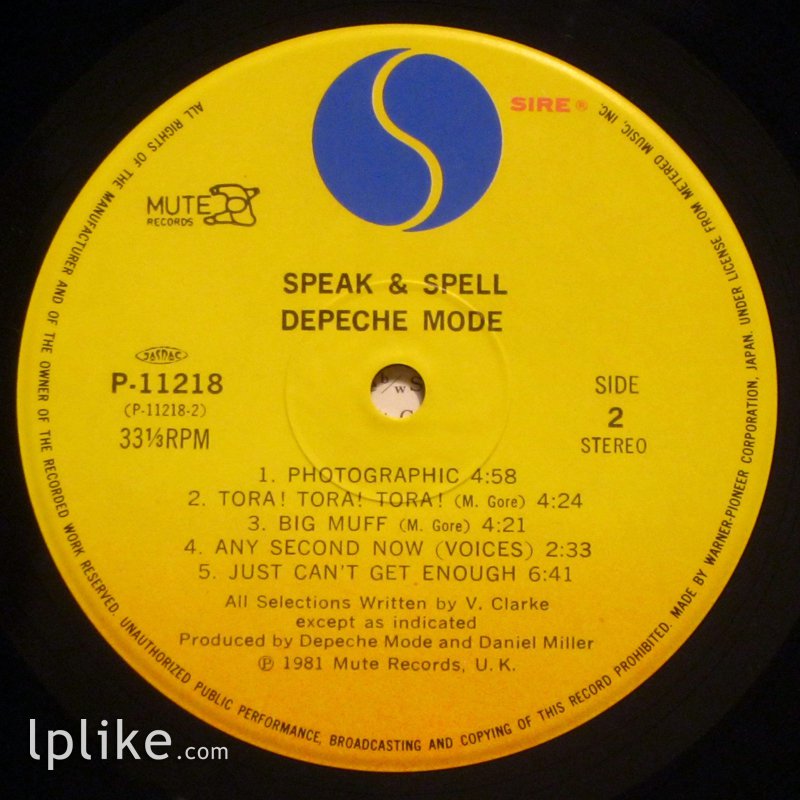 SIRE®
MUTE
RECORDS
SPEAK & SPELL
DEPECHE MODE
JASRAC
P-11218
(P-11218-2)
33⅓RPM
SIDE
2
STEREO
1. PHOTOGRAPHIC 4:58
2. TORA! TORA! TORA! (M. Gore) 4:24
3. BIG MUFF (M. Gore) 4:21
4. ANY SECOND NOW (VOICES) 2:33
5. JUST CAN'T GET ENOUGH 6:41
All Selections Written by V. Clarke
except as indicated
Produced by Depeche Mode and Daniel Miller
℗ 1981 Mute Records, U. K.
ALL RIGHTS OF THE MANUFACTURER AND OF THE OWNER OF THE RECORDED WORK RESERVED. UNAUTHORIZED PUBLIC PERFORMANCE, BROADCASTING AND COPYING OF THIS RECORD PROHIBITED. MADE BY WARNER-PIONEER CORPORATION, JAPAN. UNDER LICENSE FROM METERED MUSIC, INC.
lplike.com